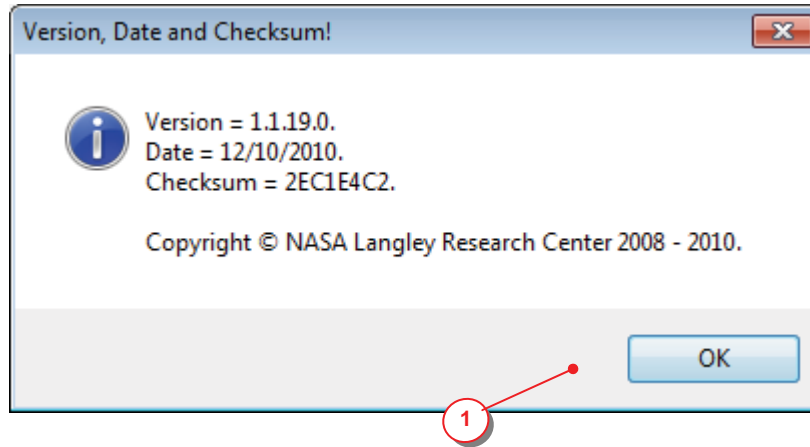 Version, Date and Checksum!
Version = 1.1.19.0.
Date = 12/10/2010.
Checksum = 2EC1E4C2.
Copyright © NASA Langley Research Center 2008 - 2010.
OK
1